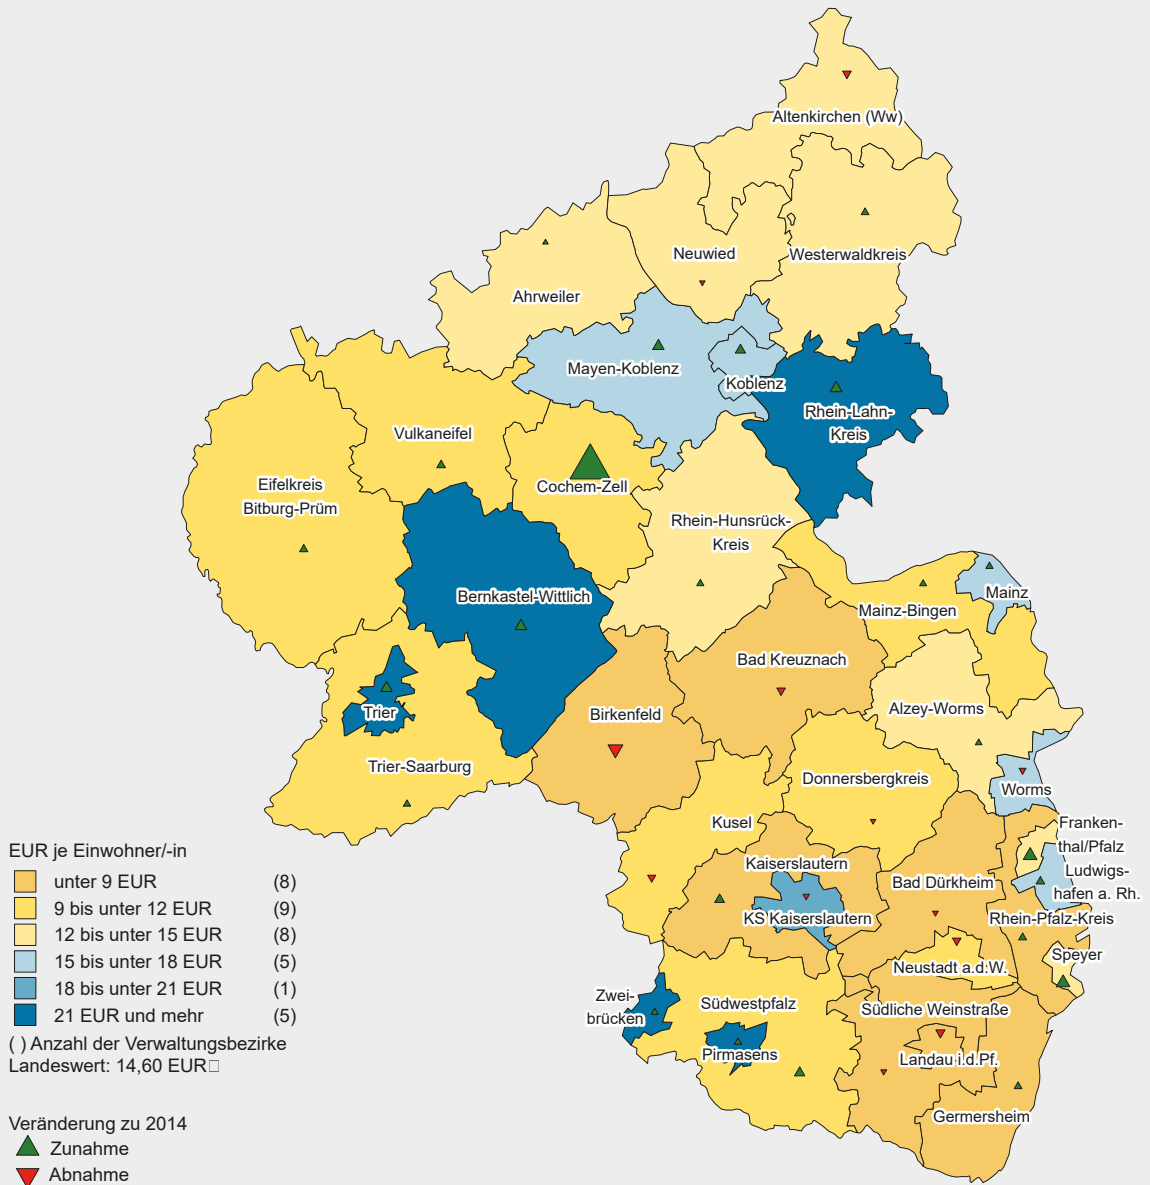 Altenkirchen (Ww)
Neuwied
Westerwaldkreis
Ahrweiler
Mayen-Koblenz
Koblenz
Rhein-Lahn-
Kreis
Vulkaneifel
Eifelkreis
Bitburg-Prüm
Cochem-Zell
Rhein-Hunsrück-
Kreis
Bernkastel-Wittlich
Mainz-Bingen
Mainz
Bad Kreuznach
Birkenfeld
Alzey-Worms
Trier
Trier-Saarburg
Donnersbergkreis
Worms
Kusel
Franken-
thal/Pfalz
Kaiserslautern
Ludwigs-
hafen a. Rh.
Bad Dürkheim
KS Kaiserslautern
Rhein-Pfalz-Kreis
Speyer
Neustadt a.d.W.
Zwei-
brücken
Südwestpfalz
Südliche Weinstraße
Pirmasens
Landau i.d.Pf.
Germersheim
EUR je Einwohner/-in
unter 9 EUR (8)
9 bis unter 12 EUR (9)
12 bis unter 15 EUR (8)
15 bis unter 18 EUR (5)
18 bis unter 21 EUR (1)
21 EUR und mehr (5)
( ) Anzahl der Verwaltungsbezirke
Landeswert: 14,60 EUR
Veränderung zu 2014
Zunahme
Abnahme